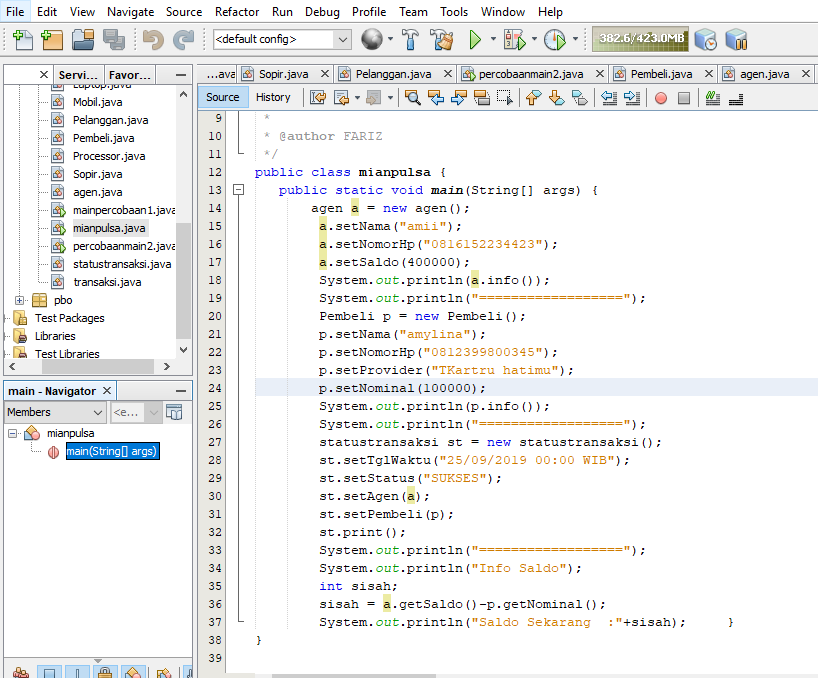 File Edit View Navigate Source Refactor Run Debug Profile Team Tools Window Help
<default config> 382.6/423.0MB
Servi... Favor...
...ava Sopir.java Pelanggan.java percobaanmain2.java Pembeli.java agen.java
Source History
Laptop.java
Mobil.java
Pelanggan.java
Pembeli.java
Processor.java
Sopir.java
agen.java
mainpercobaan1.java
mianpulsa.java
percobaanmain2.java
statustransaksi.java
transaksi.java
pbo
Test Packages
Libraries
Test Libraries
main - Navigator
Members <e...
mianpulsa
main(String[] args)
9 *
10 * @author FARIZ
11 */
12 public class mianpulsa {
13 public static void main(String[] args) {
14 agen a = new agen();
15 a.setNama("amii");
16 a.setNomorHp("0816152234423");
17 a.setSaldo(400000);
18 System.out.println(a.info());
19 System.out.println("===================");
20 Pembeli p = new Pembeli();
21 p.setNama("amylina");
22 p.setNomorHp("0812399800345");
23 p.setProvider("TKartru hatimu");
24 p.setNominal(100000);
25 System.out.println(p.info());
26 System.out.println("===================");
27 statustransaksi st = new statustransaksi();
28 st.setTglWaktu("25/09/2019 00:00 WIB");
29 st.setStatus("SUKSES");
30 st.setAgen(a);
31 st.setPembeli(p);
32 st.print();
33 System.out.println("===================");
34 System.out.println("Info Saldo");
35 int sisah;
36 sisah = a.getSaldo()-p.getNominal();
37 System.out.println("Saldo Sekarang  :"+sisah); }
38 }
39